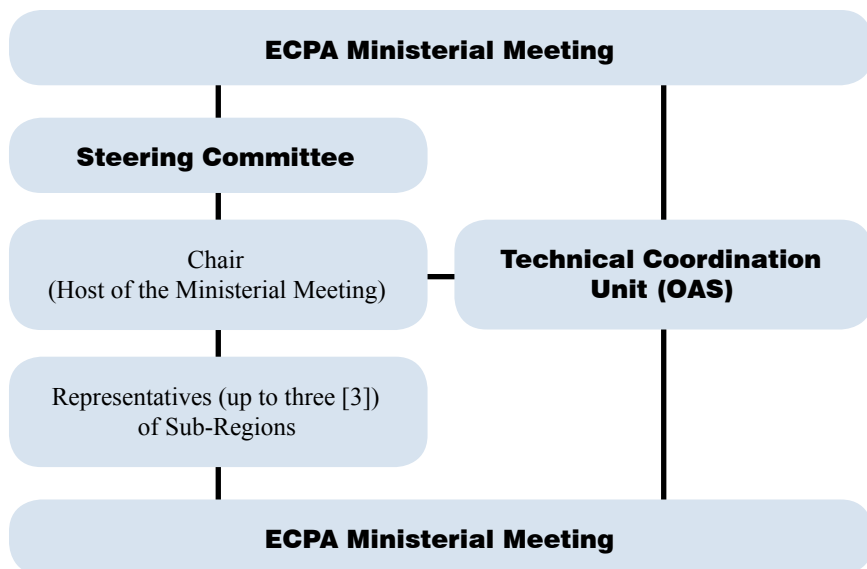 ECPA Ministerial Meeting
Steering Committee
Chair
(Host of the Ministerial Meeting)
Technical Coordination
Unit (OAS)
Representatives (up to three [3])
of Sub-Regions
ECPA Ministerial Meeting